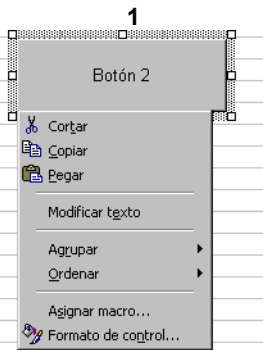 1
Botón 2
Cortar
Copiar
Pegar
Modificar texto
Agrupar
Ordenar
Asignar macro...
Formato de control...